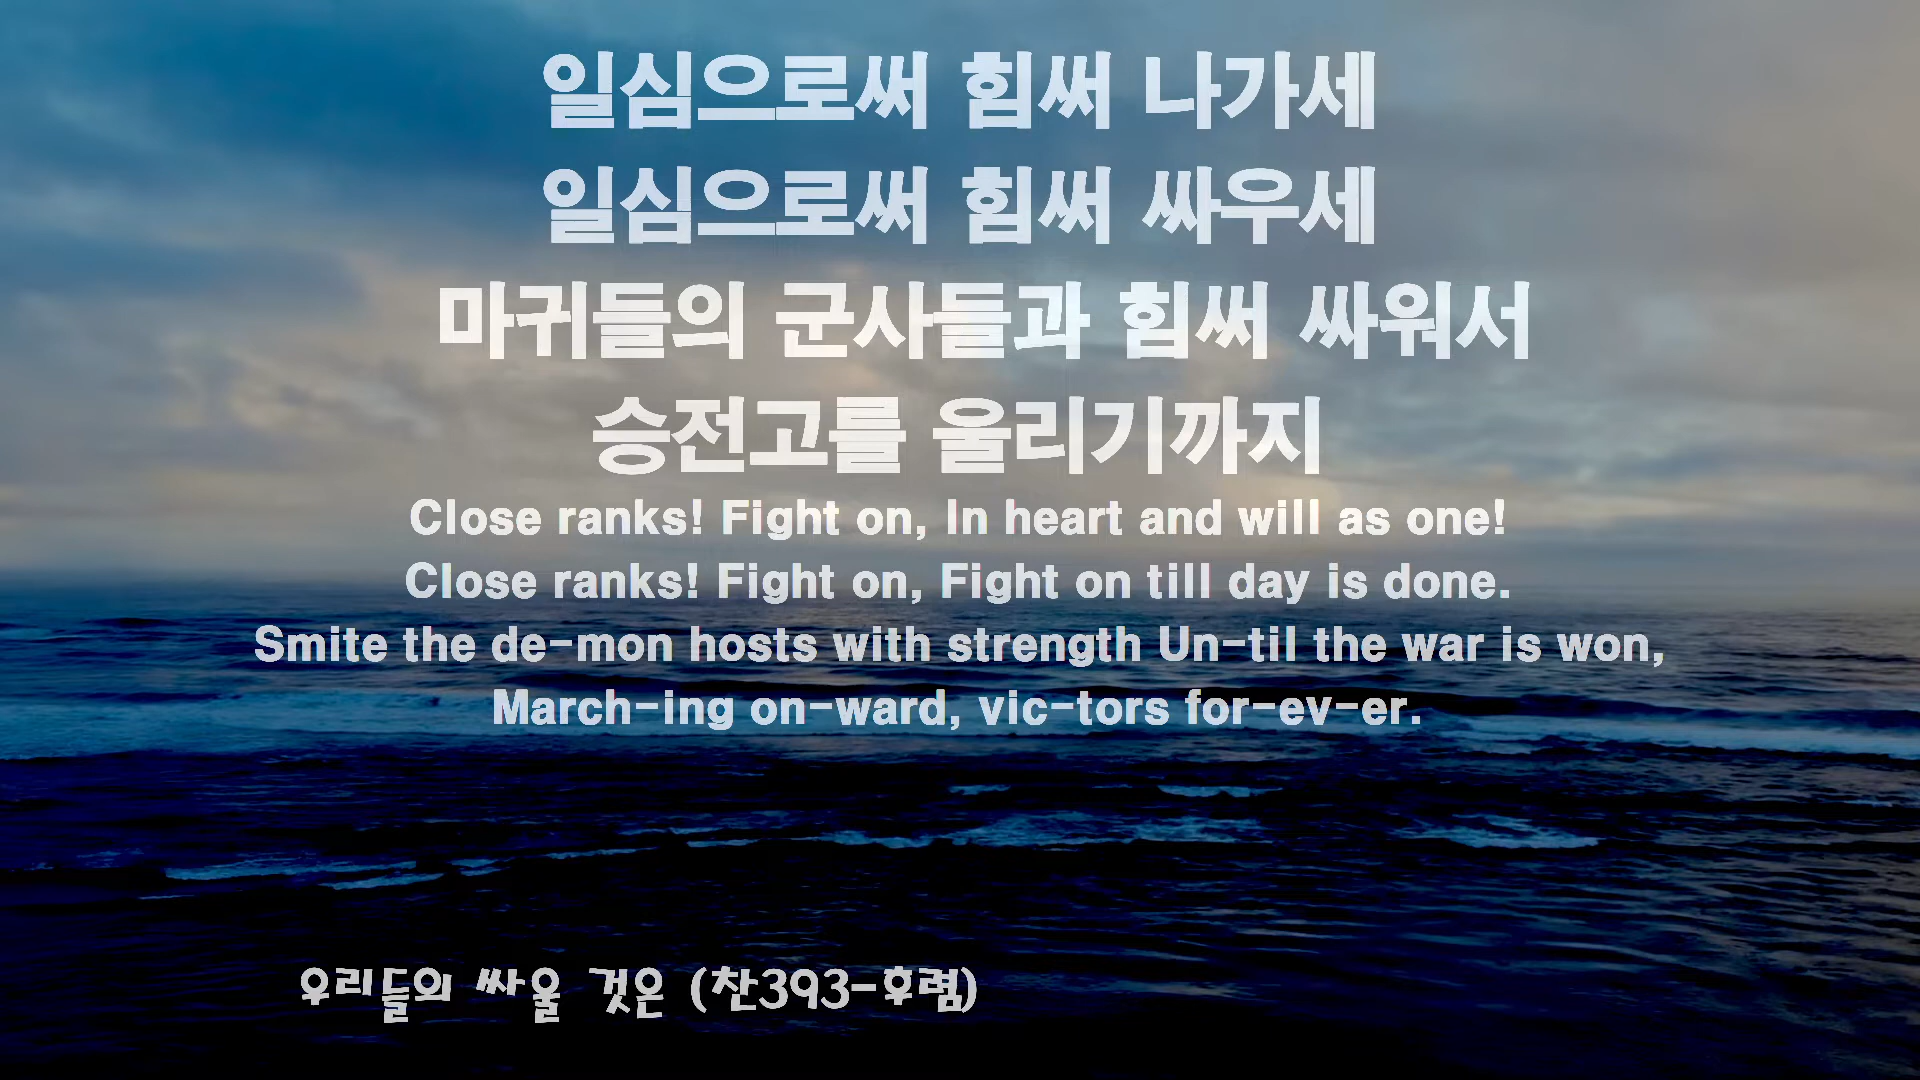 일심으로써 힘써 나가세
일심으로써 힘써 싸우세
마귀들의 군사들과 힘써 싸워서
승전고를 울리기까지
Close ranks! Fight on, In heart and will as one!
Close ranks! Fight on, Fight on till day is done.
Smite the de-mon hosts with strength Un-til the war is won,
March-ing on-ward, vic-tors for-ev-er.
우리들의 싸울 것은 (찬393-후렴)